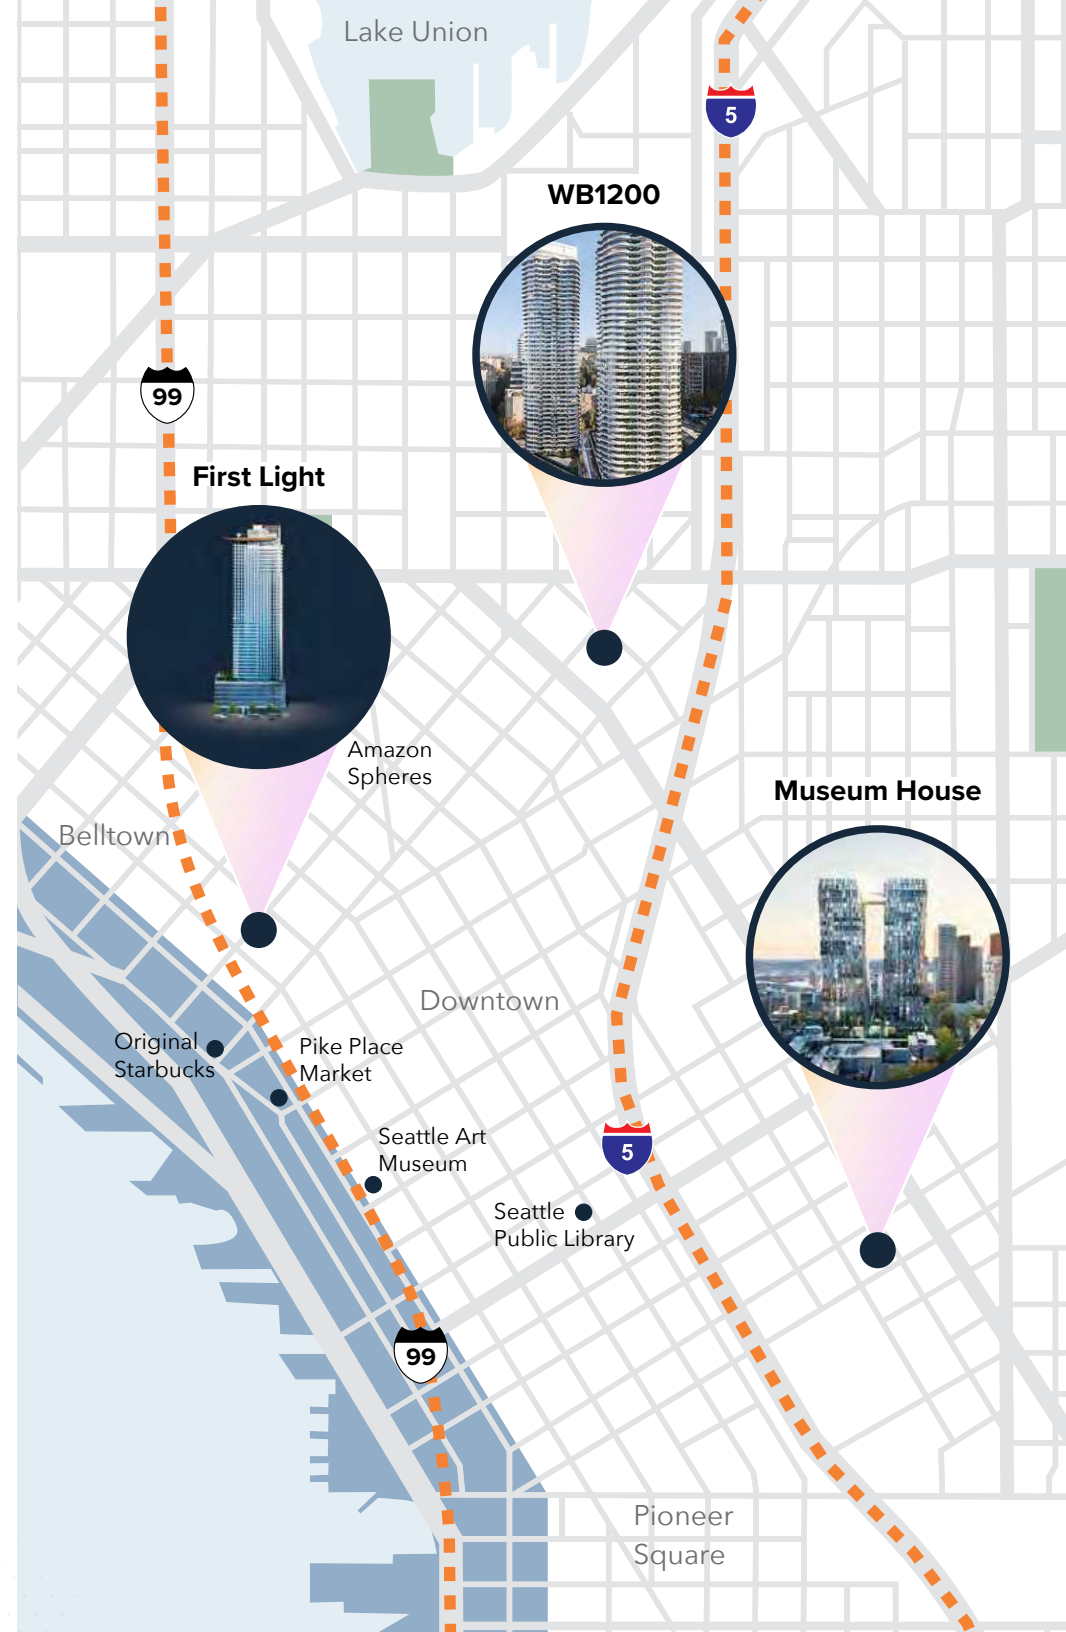 Lake Union
5
WB1200
99
First Light
Amazon
Spheres
Museum House
Belltown
Downtown
Original
Starbucks
Pike Place
Market
Seattle Art
Museum
5
Seattle
Public Library
99
Pioneer
Square